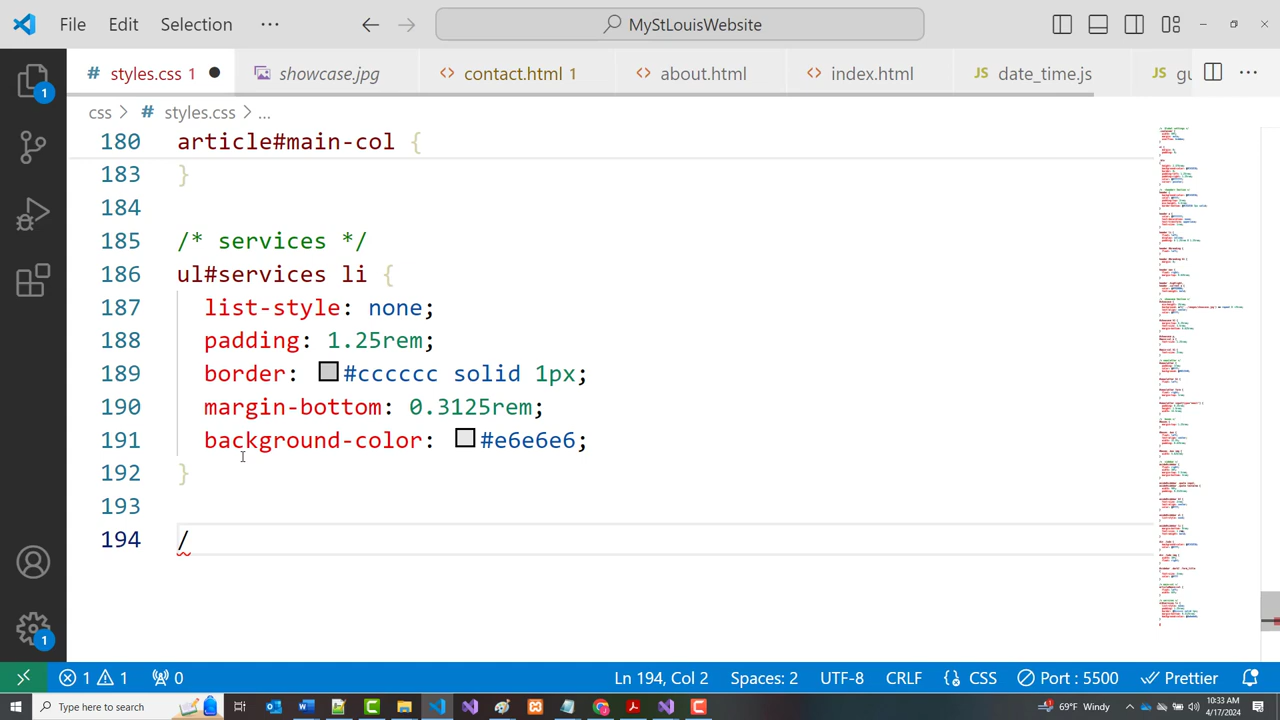 File Edit Selection ··· MyStLouisWebsite
# styles.css 1 ● showcase.jpg <> contact.html 1 <> about.html <> index.html JS date_time.js JS gu ···
css > # styles.css > ...
180 article#main-col {
183 }
184
185 /* services */
186 ul#services li {
187 list-style: none;
188 padding: 1.25rem;
189 border: #cccccc solid 1px;
190 margin-bottom: 0.3125rem;
191 background-color: #e6e6e6;
192 }
193
194 /
1 1 0 Ln 194, Col 2 Spaces: 2 UTF-8 CRLF {} CSS Port : 5500 Prettier
Type here to search 69°F Windy 10:33 AM
4/17/2024